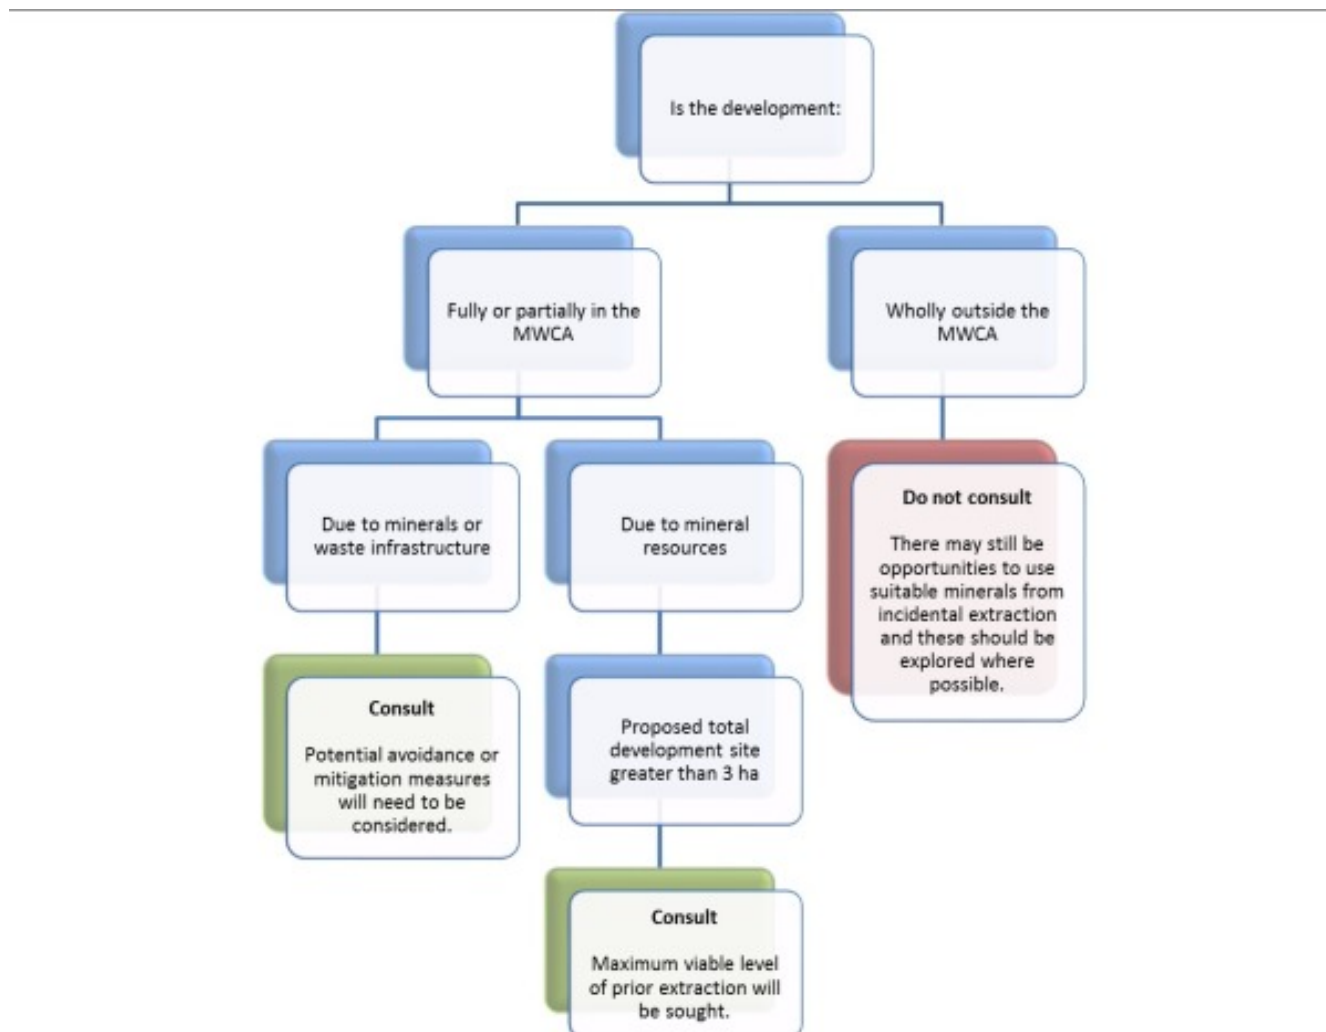 Is the development:
Fully or partially in the
MWCA
Wholly outside the
MWCA
Due to minerals or
waste infrastructure
Due to mineral
resources
Do not consult
There may still be
opportunities to use
suitable minerals from
incidental extraction
and these should be
explored where
possible.
Consult
Potential avoidance or
mitigation measures
will need to be
considered.
Proposed total
development site
greater than 3 ha
Consult
Maximum viable level
of prior extraction will
be sought.